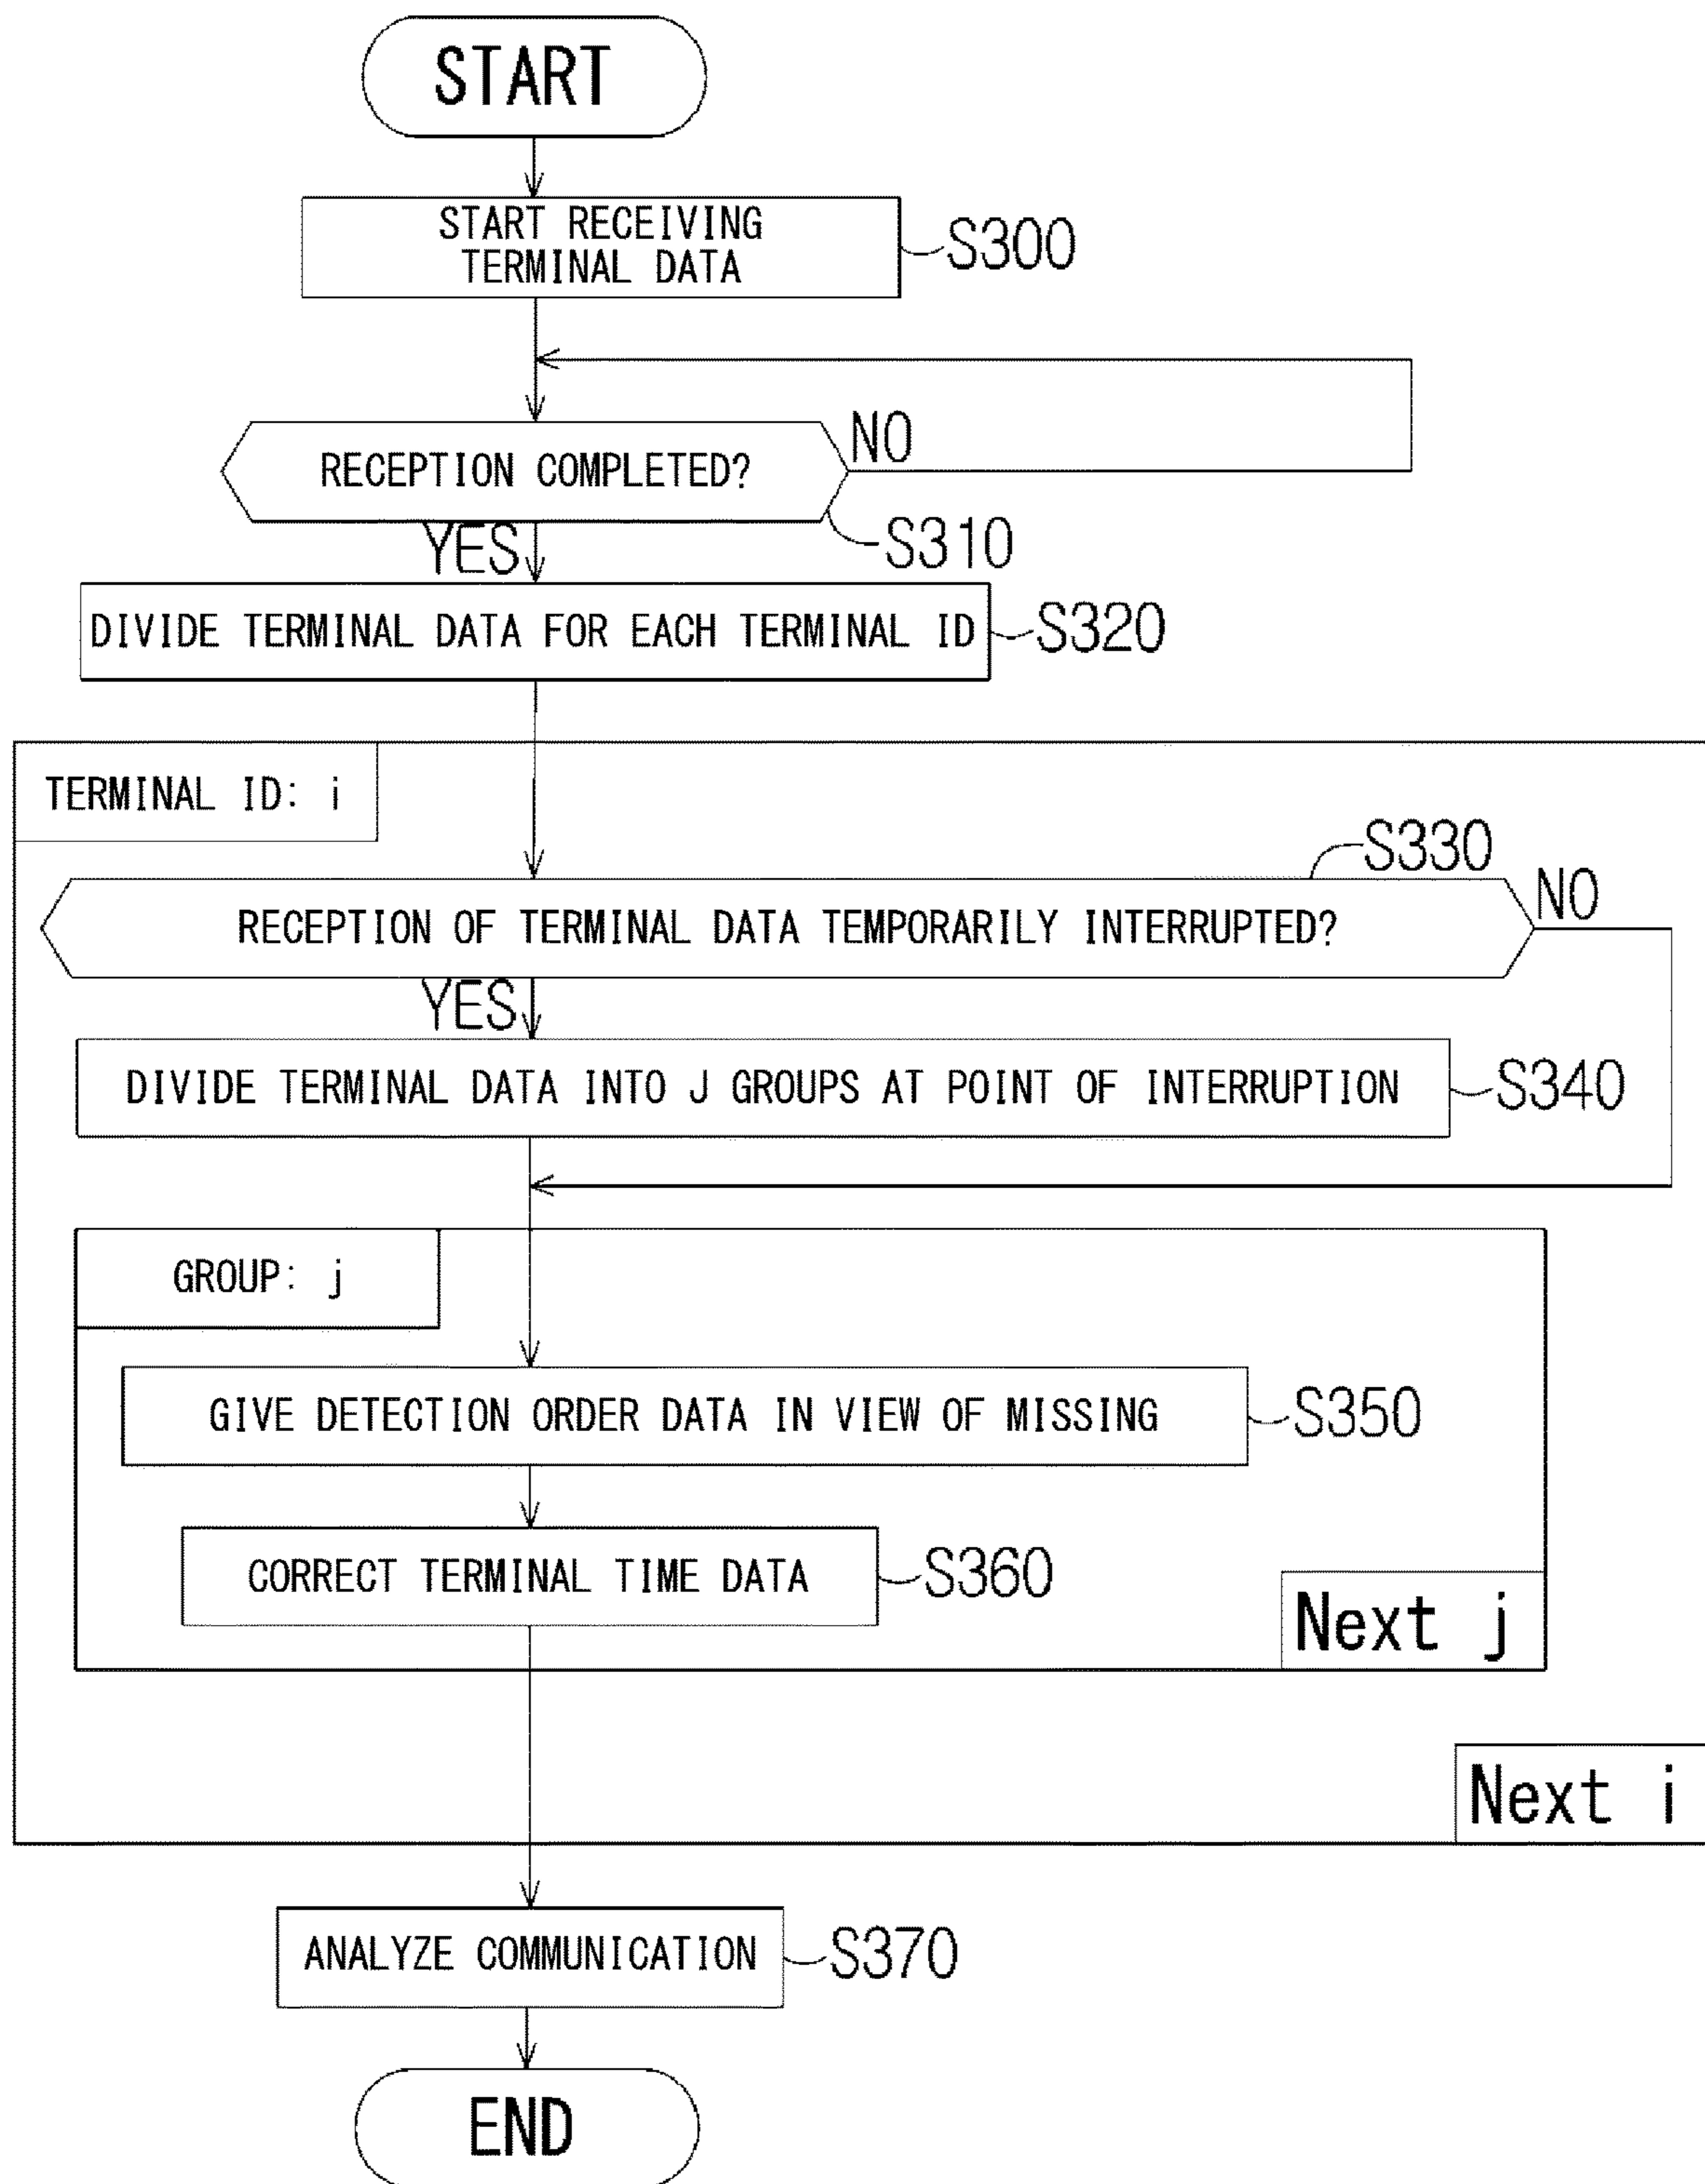 START
START RECEIVING
TERMINAL DATA
S300
RECEPTION COMPLETED?
NO
S310
YES
DIVIDE TERMINAL DATA FOR EACH TERMINAL ID
S320
TERMINAL ID: i
S330
RECEPTION OF TERMINAL DATA TEMPORARILY INTERRUPTED?
NO
YES
DIVIDE TERMINAL DATA INTO J GROUPS AT POINT OF INTERRUPTION
S340
GROUP: j
GIVE DETECTION ORDER DATA IN VIEW OF MISSING
S350
CORRECT TERMINAL TIME DATA
S360
Next j
Next i
ANALYZE COMMUNICATION
S370
END